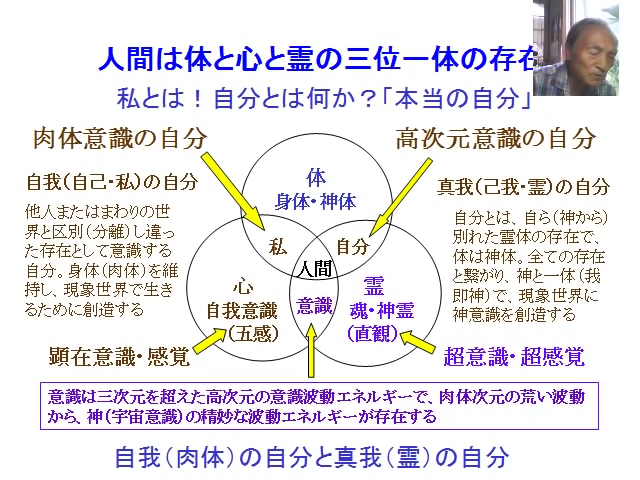 人間は体と心と霊の三位一体の存在
私とは！自分とは何か？「本当の自分」
肉体意識の自分
高次元意識の自分
自我（自己・私）の自分
他人またはまわりの世
界と区別（分離）し違っ
た存在として意識する
自分。身体（肉体）を維
持し、現象世界で生き
るために創造する
体
身体・神体
真我（己我・霊）の自分
自分とは、自ら（神から）
別れた霊体の存在で、
体は神体。全ての存在
と繋がり、神と一体（我
即神）で、現象世界に
神意識を創造する
私
自分
人間
心
自我意識
（五感）
意識
霊
魂・神霊
（直観）
顕在意識・感覚
超意識・超感覚
意識は三次元を超えた高次元の意識波動エネルギーで、肉体次元の荒い波動
から、神（宇宙意識）の精妙な波動エネルギーが存在する
自我（肉体）の自分と真我（霊）の自分